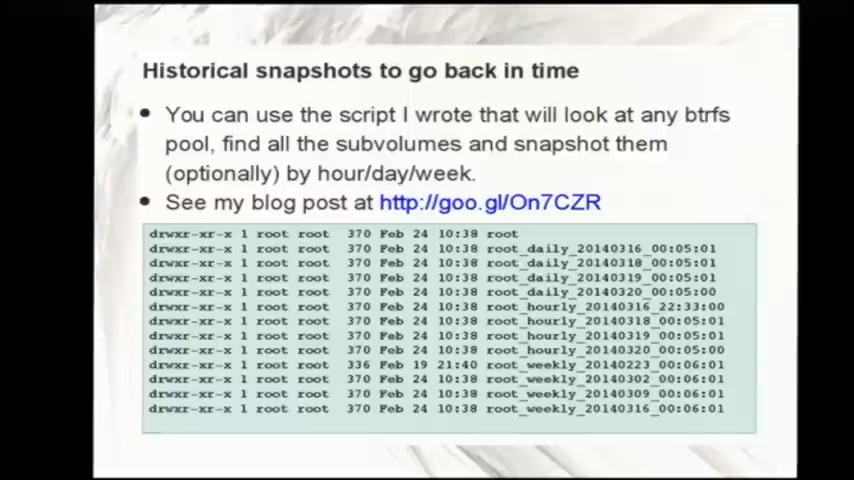 Historical snapshots to go back in time
• You can use the script I wrote that will look at any btrfs
pool, find all the subvolumes and snapshot them
(optionally) by hour/day/week.
• See my blog post at http://goo.gl/On7CZR
drwxr-xr-x 1 root root 370 Feb 24 10:38 root
drwxr-xr-x 1 root root 370 Feb 24 10:38 root_daily_20140316_00:05:01
drwxr-xr-x 1 root root 370 Feb 24 10:38 root_daily_20140318_00:05:01
drwxr-xr-x 1 root root 370 Feb 24 10:38 root_daily_20140319_00:05:01
drwxr-xr-x 1 root root 370 Feb 24 10:38 root_daily_20140320_00:05:00
drwxr-xr-x 1 root root 370 Feb 24 10:38 root_hourly_20140316_22:33:00
drwxr-xr-x 1 root root 370 Feb 24 10:38 root_hourly_20140318_00:05:01
drwxr-xr-x 1 root root 370 Feb 24 10:38 root_hourly_20140319_00:05:01
drwxr-xr-x 1 root root 370 Feb 24 10:38 root_hourly_20140320_00:05:00
drwxr-xr-x 1 root root 336 Feb 19 21:40 root_weekly_20140223_00:06:01
drwxr-xr-x 1 root root 370 Feb 24 10:38 root_weekly_20140302_00:06:01
drwxr-xr-x 1 root root 370 Feb 24 10:38 root_weekly_20140309_00:06:01
drwxr-xr-x 1 root root 370 Feb 24 10:38 root_weekly_20140316_00:06:01